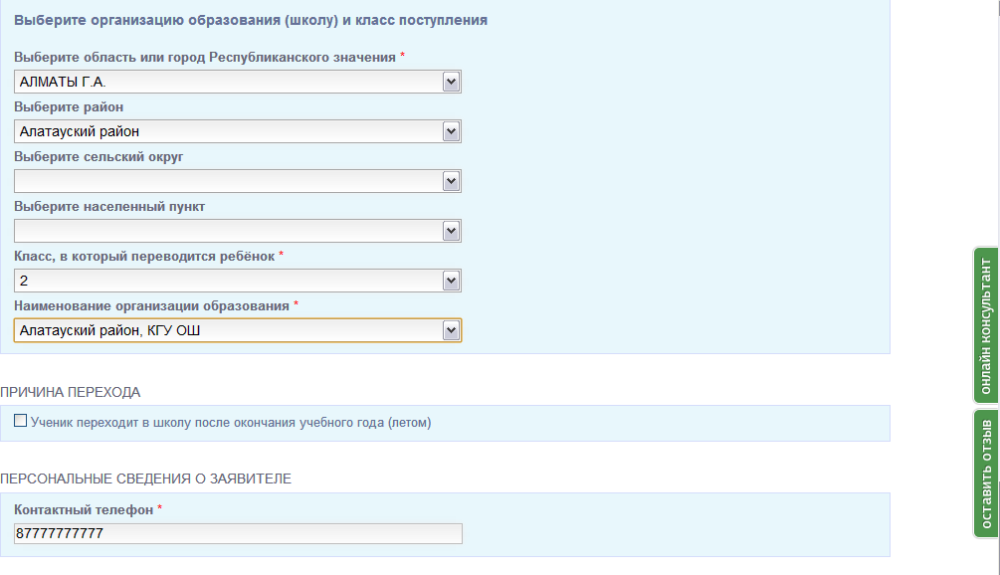 Выберите организацию образования (школу) и класс поступления
Выберите область или город Республиканского значения *
АЛМАТЫ Г.А.
Выберите район
Алатауский район
Выберите сельский округ
Выберите населенный пункт
Класс, в который переводится ребёнок *
2
Наименование организации образования *
Алатауский район, КГУ ОШ
ПРИЧИНА ПЕРЕХОДА
Ученик переходит в школу после окончания учебного года (летом)
ПЕРСОНАЛЬНЫЕ СВЕДЕНИЯ О ЗАЯВИТЕЛЕ
Контактный телефон *
87777777777
онлайн консультант
оставить отзыв